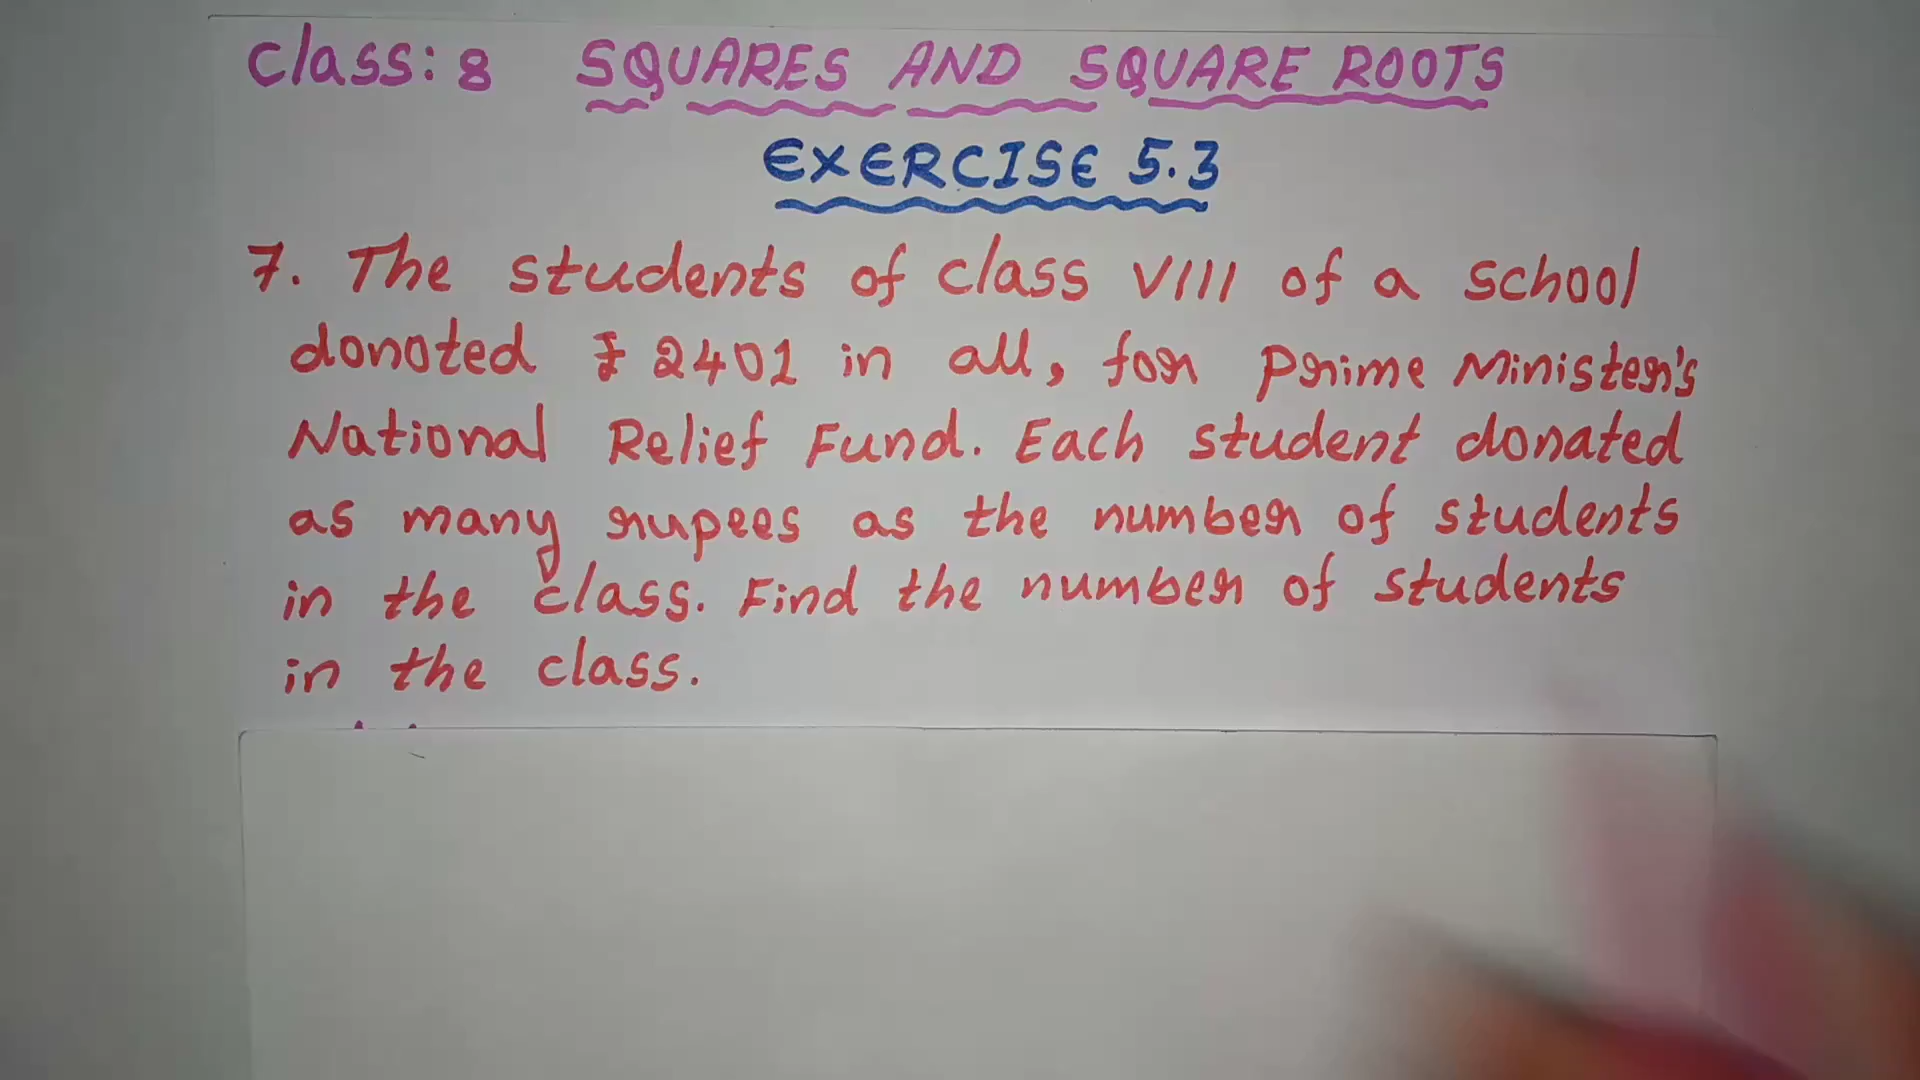 Class: 8 SQUARES AND SQUARE ROOTS
EXERCISE 5.3
7. The students of class VIII of a school
donoted ₹ 2401 in all, for Prime Minister's
National Relief Fund. Each student donated
as many rupees as the number of students
in the class. Find the number of students
in the class.